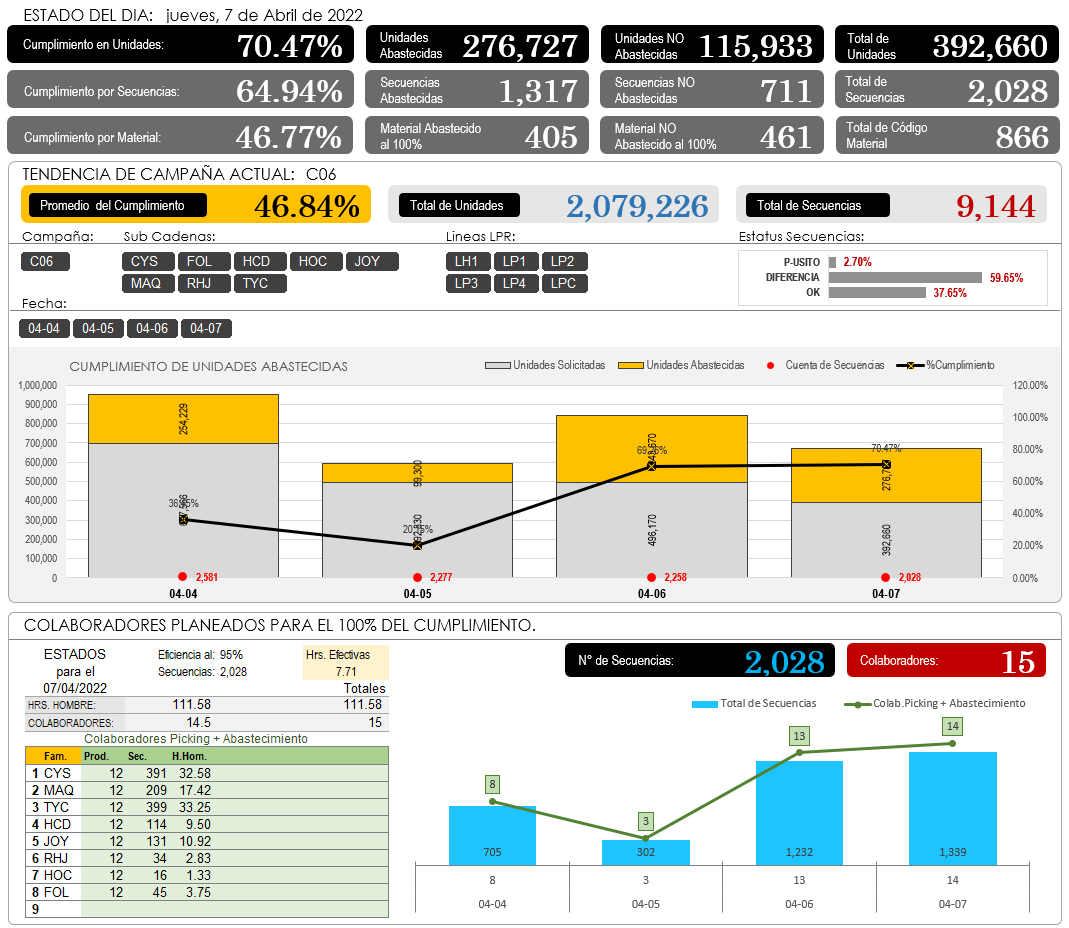 ESTADO DEL DIA: jueves, 7 de Abril de 2022
Cumplimiento en Unidades: 70.47% Unidades Abastecidas 276,727 Unidades NO Abastecidas 115,933 Total de Unidades 392,660
Cumplimiento por Secuencias: 64.94% Secuencias Abastecidas 1,317 Secuencias NO Abastecidas 711 Total de Secuencias 2,028
Cumplimiento por Material: 46.77% Material Abastecido al 100% 405 Material NO Abastecido al 100% 461 Total de Código Material 866
TENDENCIA DE CAMPAÑA ACTUAL: C06
Promedio del Cumplimiento 46.84% Total de Unidades 2,079,226 Total de Secuencias 9,144
Campaña: Sub Cadenas: Lineas LPR: Estatus Secuencias:
C06 CYS FOL HCD HOC JOY LH1 LP1 LP2
MAQ RHJ TYC LP3 LP4 LPC
P-USITO 2.70%
DIFERENCIA 59.65%
OK 37.65%
Fecha:
04-04 04-05 04-06 04-07
CUMPLIMIENTO DE UNIDADES ABASTECIDAS
Unidades Solicitadas Unidades Abastecidas Cuenta de Secuencias %Cumplimiento
1,000,000 120.00%
900,000
800,000 100.00%
700,000
600,000 80.00%
500,000 60.00%
400,000
300,000 40.00%
200,000 20.00%
100,000
0 0.00%
254,229 99,300
496,170 392,660
70.47%
2,581 2,277 2,258 2,028
04-04 04-05 04-06 04-07
COLABORADORES PLANEADOS PARA EL 100% DEL CUMPLIMIENTO.
ESTADOS para el 07/04/2022
Eficiencia al: 95% Hrs. Efectivas
Secuencias: 2,028 7.71
Totales
HRS. HOMBRE: 111.58 111.58
COLABORADORES: 14.5 15
Colaboradores Picking + Abastecimiento
Fam. Prod. Sec. H.Hom.
1 CYS 12 391 32.58
2 MAQ 12 209 17.42
3 TYC 12 399 33.25
4 HCD 12 114 9.50
5 JOY 12 131 10.92
6 RHJ 12 34 2.83
7 HOC 12 16 1.33
8 FOL 12 45 3.75
9
N° de Secuencias: 2,028 Colaboradores: 15
Total de Secuencias Colab.Picking + Abastecimiento
8 3 13 14
705 302 1,232 1,339
8 3 13 14
04-04 04-05 04-06 04-07